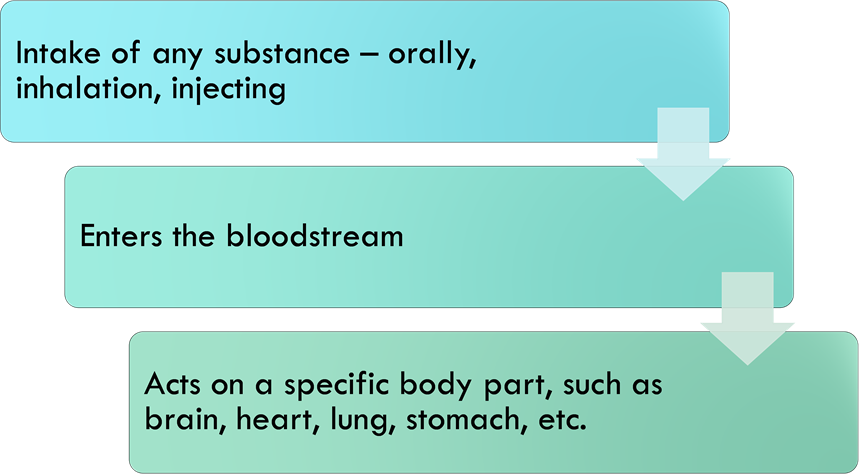 Intake of any substance – orally,
inhalation, injecting
Enters the bloodstream
Acts on a specific body part, such as
brain, heart, lung, stomach, etc.